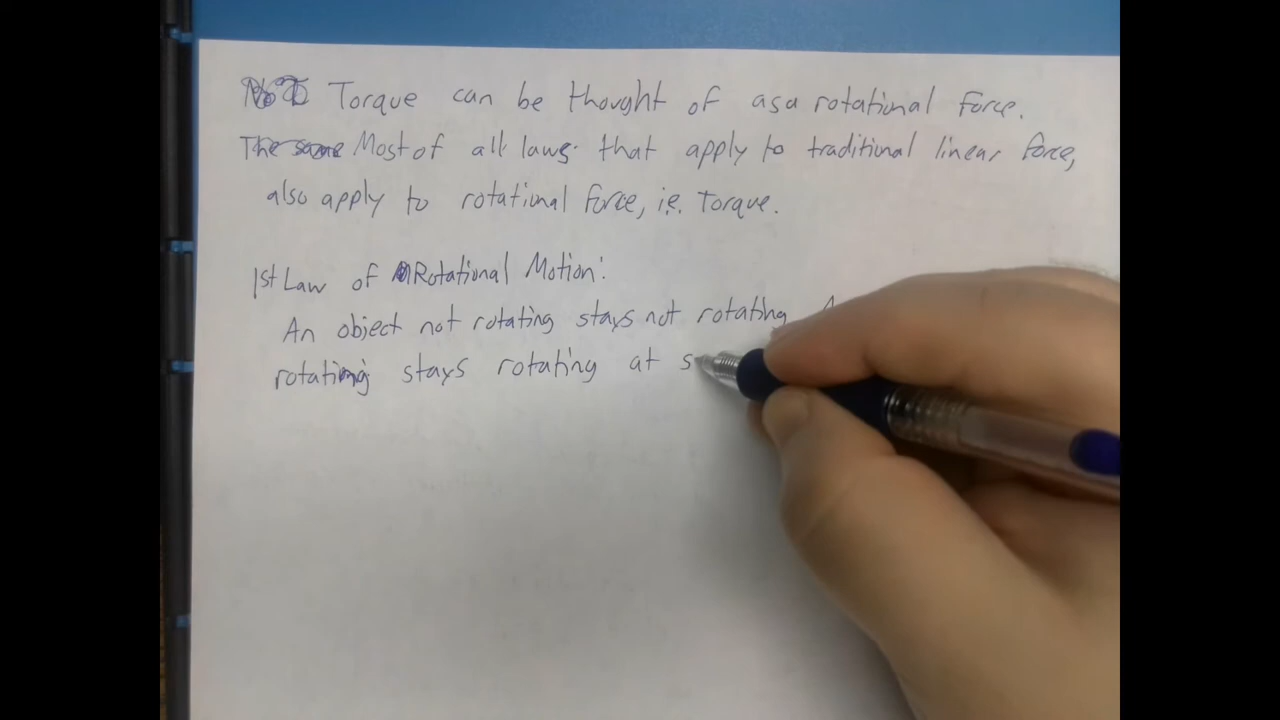 Torque can be thought of as a rotational force.
The same Most of all laws that apply to traditional linear force,
also apply to rotational force, i.e. Torque.
1st Law of Rotational Motion:
An object not rotating stays not rotating. A
rotating stays rotating at s